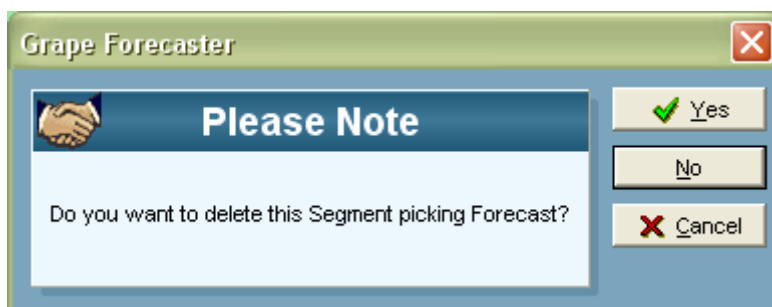 Grape Forecaster
Please Note
Do you want to delete this Segment picking Forecast?
Yes
No
Cancel